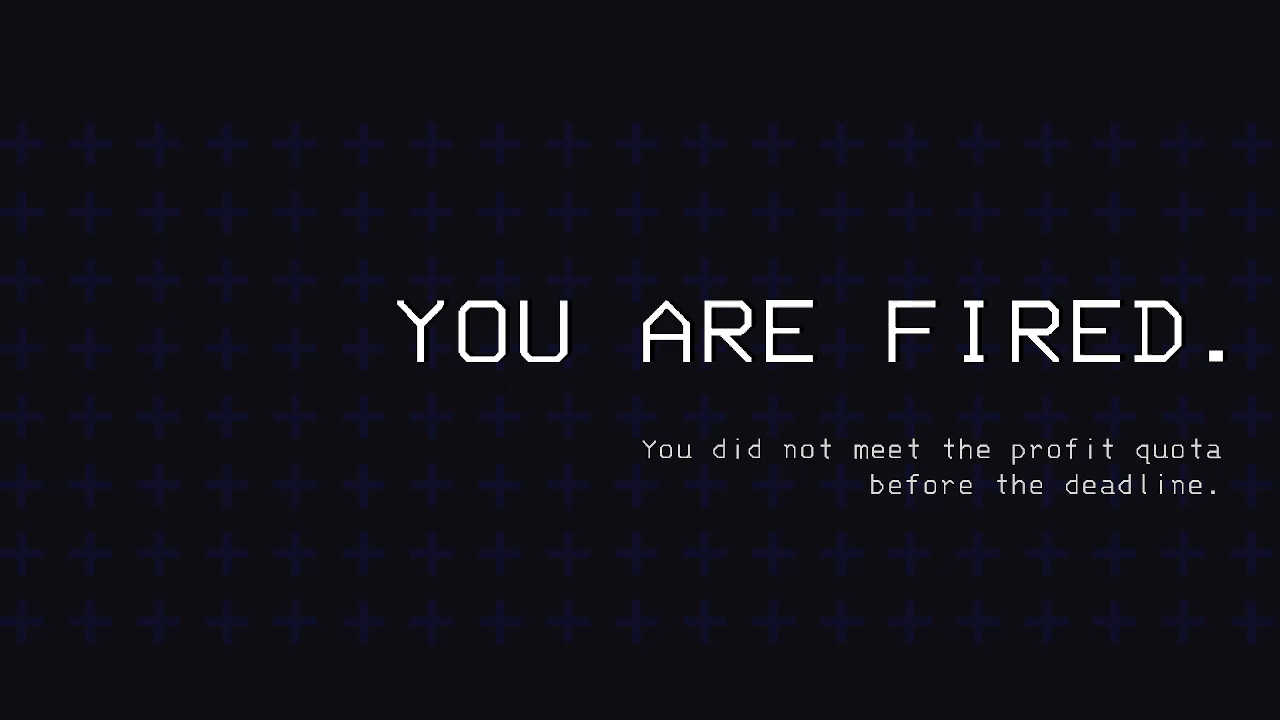 YOU ARE FIRED.
You did not meet the profit quota
before the deadline.